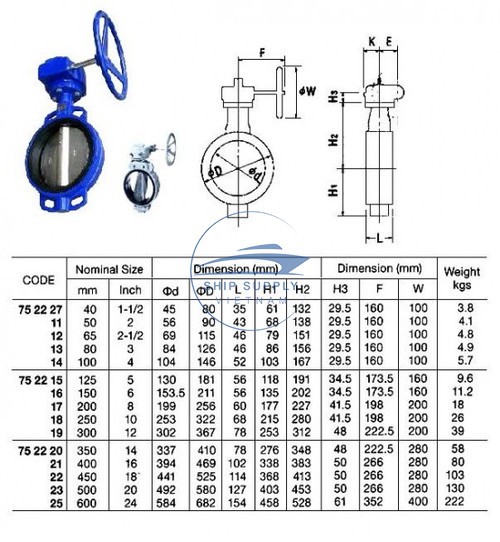 F
K E
ΦW
H3
H2
ΦD
Φd
H1
L
CODE Nominal Size Dimension (mm) Dimension (mm) Weight
mm Inch Φd ΦD L H1 H2 H3 F W kgs
75 22 27 40 1-1/2 45 80 35 61 132 29.5 160 100 3.8
11 50 2 56 90 43 68 138 29.5 160 100 4.1
12 65 2-1/2 69 115 46 79 151 29.5 160 100 4.8
13 80 3 84 126 46 86 156 29.5 160 100 4.9
14 100 4 104 146 52 103 167 29.5 160 100 5.7
75 22 15 125 5 130 181 56 118 191 34.5 173.5 160 9.6
16 150 6 153.5 211 56 135 202 34.5 173.5 160 11.2
17 200 8 199 256 60 177 227 41.5 198 200 18
18 250 10 253 322 68 215 280 41.5 198 200 26
19 300 12 302 367 78 253 312 48 222.5 200 39
75 22 20 350 14 337 410 78 276 348 48 222.5 280 58
21 400 16 394 469 102 338 383 50 266 280 80
22 450 18 441 525 114 368 413 50 266 280 103
23 500 20 492 580 127 403 453 50 266 280 130
25 600 24 584 682 154 458 528 61 352 400 222
SHIP SUPPLY
VIETNAM